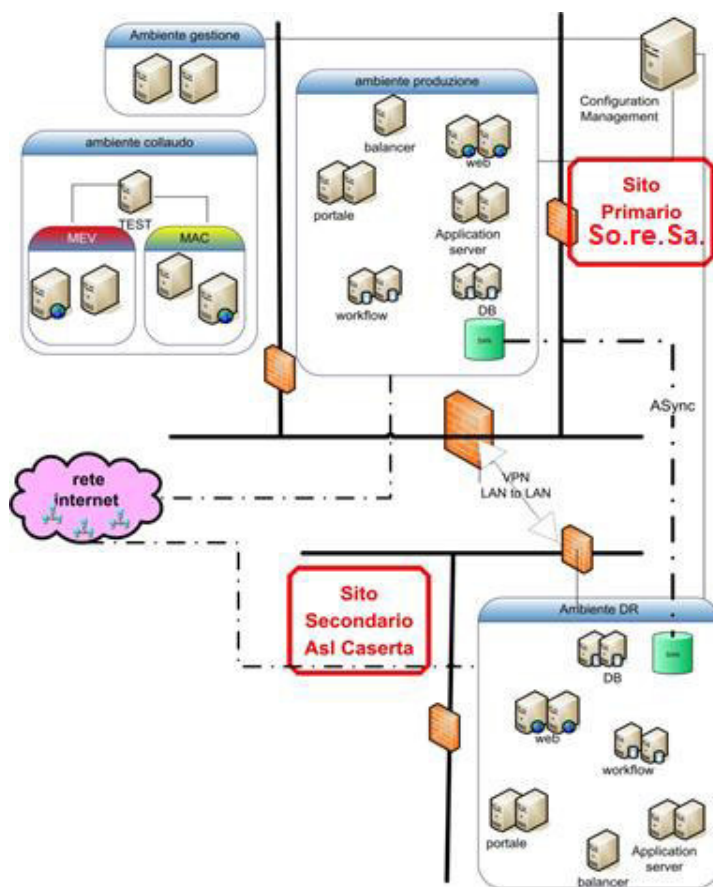 Ambiente gestione
ambiente collaudo
TEST
MEV
MAC
ambiente produzione
balancer
web
portale
Application
server
workflow
DB
SAN
Configuration
Management
Sito
Primario
So.re.Sa.
ASync
VPN
LAN to LAN
rete
internet
Sito
Secondario
Asl Caserta
Ambiente DR
DB
SAN
web
workflow
portale
Application
server
balancer